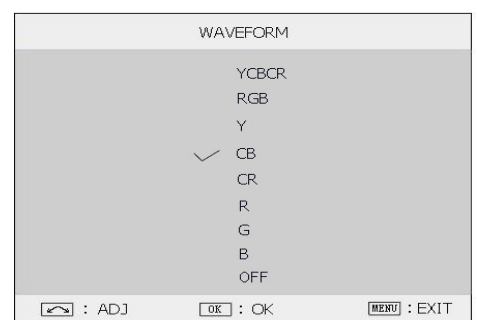 WAVEFORM
YCBCR
RGB
Y
CB
CR
R
G
B
OFF
: ADJ OK : OK MENU : EXIT